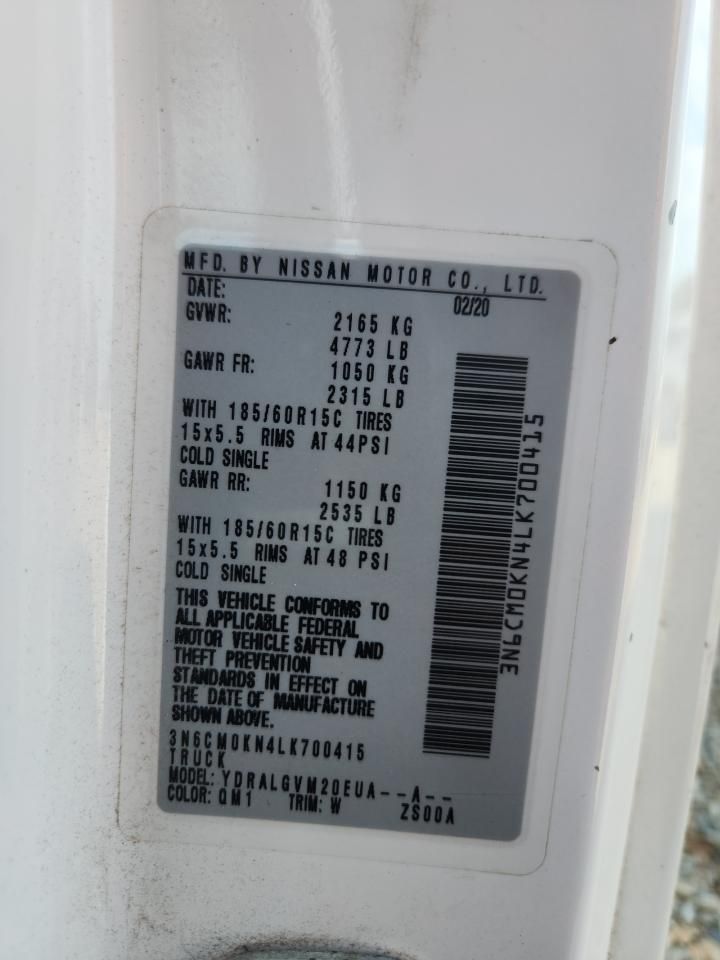 MFD. BY NISSAN MOTOR CO., LTD.
DATE: 02/20
GVWR: 2165 KG
4773 LB
GAWR FR: 1050 KG
2315 LB
WITH 185/60R15C TIRES
15x5.5 RIMS AT 44PSI
COLD SINGLE
GAWR RR: 1150 KG
2535 LB
WITH 185/60R15C TIRES
15x5.5 RIMS AT 48 PSI
COLD SINGLE
THIS VEHICLE CONFORMS TO
ALL APPLICABLE FEDERAL
MOTOR VEHICLE SAFETY AND
THEFT PREVENTION
STANDARDS IN EFFECT ON
THE DATE OF MANUFACTURE
SHOWN ABOVE.
3N6CM0KN4LK700415
TRUCK
MODEL: YDRALGVM20EUA--A--
COLOR: QM1 TRIM: W ZS00A
3N6CM0KN4LK700415